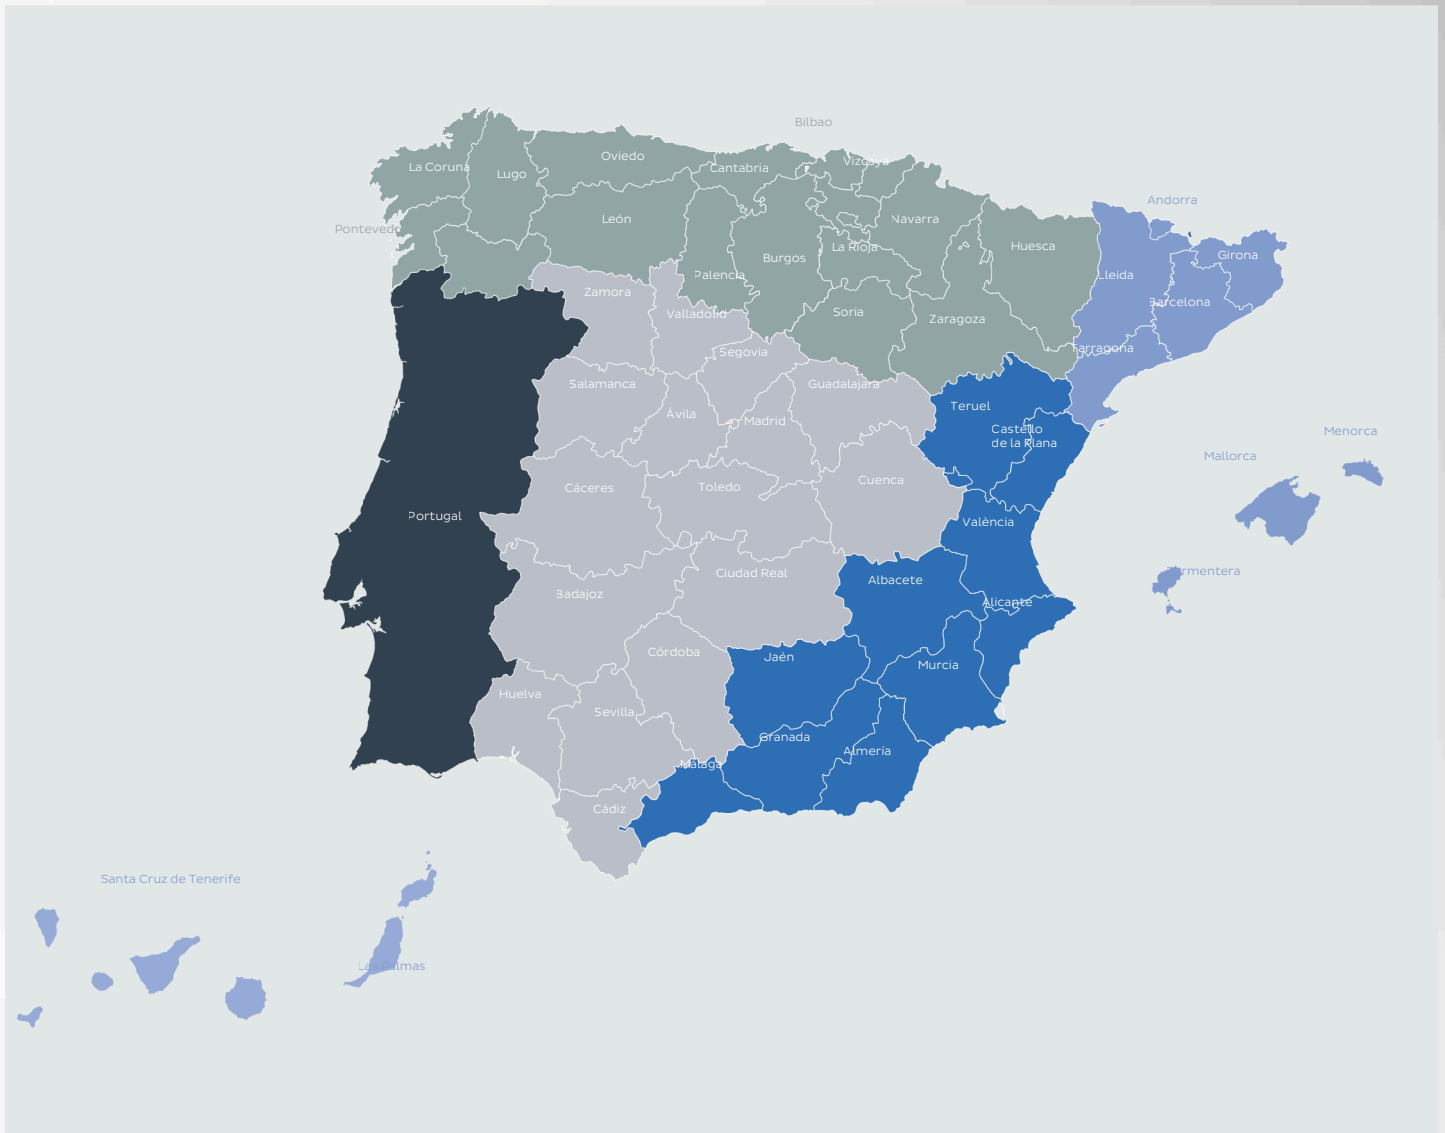 Bilbao
Oviedo
Vizcaya
La Coruna
Cantabria
Lugo
Andorra
León
Navarra
Pontevedr
Huesca
La Rioja
Girona
Burgos
Palencia
Lleida
Zamora
Barcelona
Soria
Valladolid
Zaragoza
Tarragona
Segovia
Salamanca
Guadalajara
Teruel
Ávila
Madrid
Castelló
de la Plana
Menorca
Mallorca
Cuenca
Toledo
Cáceres
Portugal
València
Formentera
Ciudad Real
Albacete
Badajoz
Alicante
Córdoba
Jaén
Murcia
Huelva
Sevilla
Granada
Almería
Málaga
Cádiz
Santa Cruz de Tenerife
Las Palmas